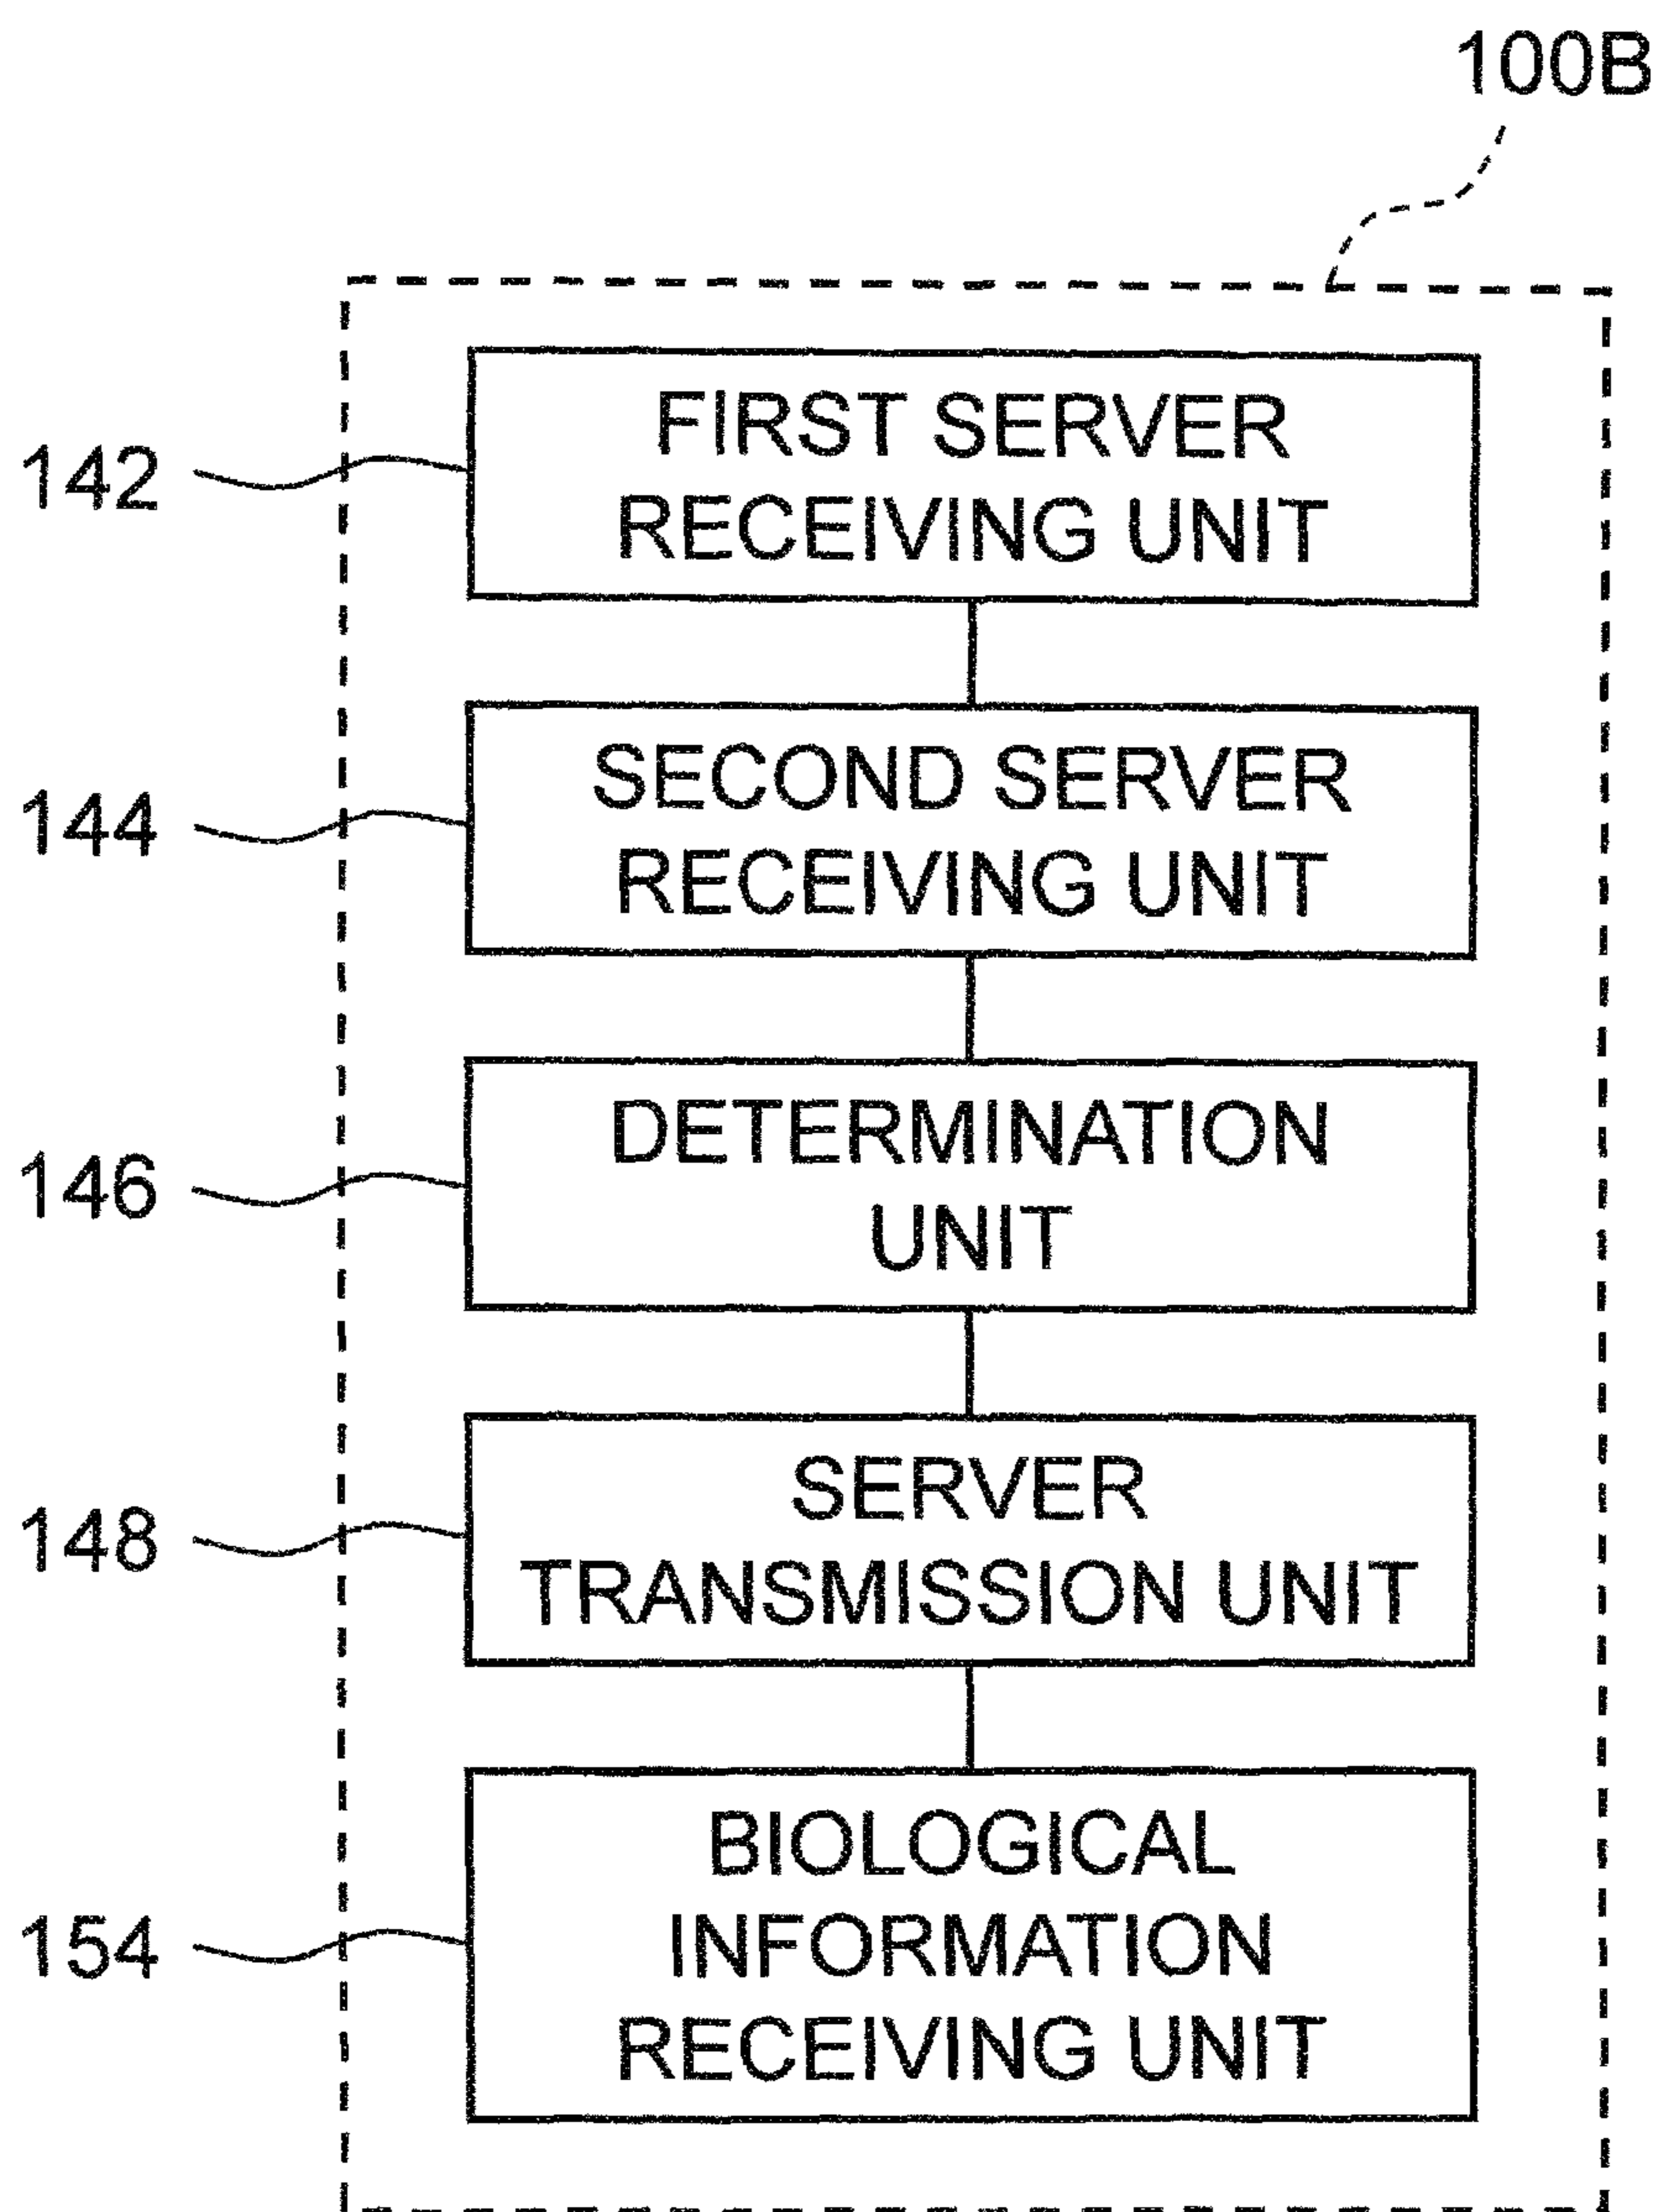 100B
142
FIRST SERVER
RECEIVING UNIT
144
SECOND SERVER
RECEIVING UNIT
146
DETERMINATION
UNIT
148
SERVER
TRANSMISSION UNIT
154
BIOLOGICAL
INFORMATION
RECEIVING UNIT